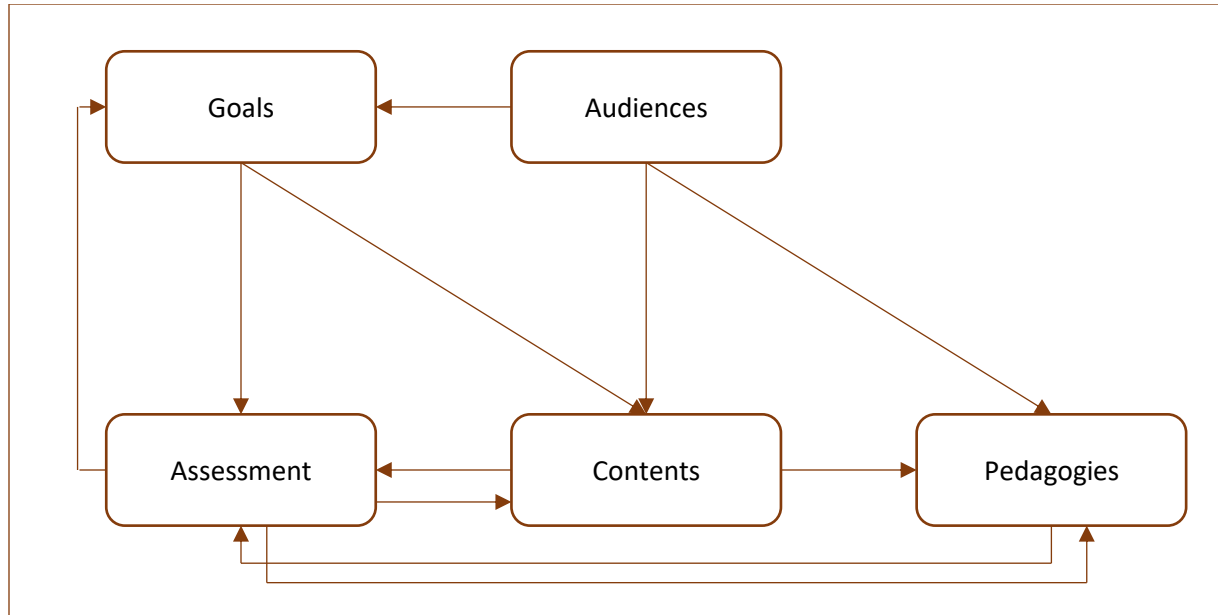 Goals
Audiences
Assessment
Contents
Pedagogies